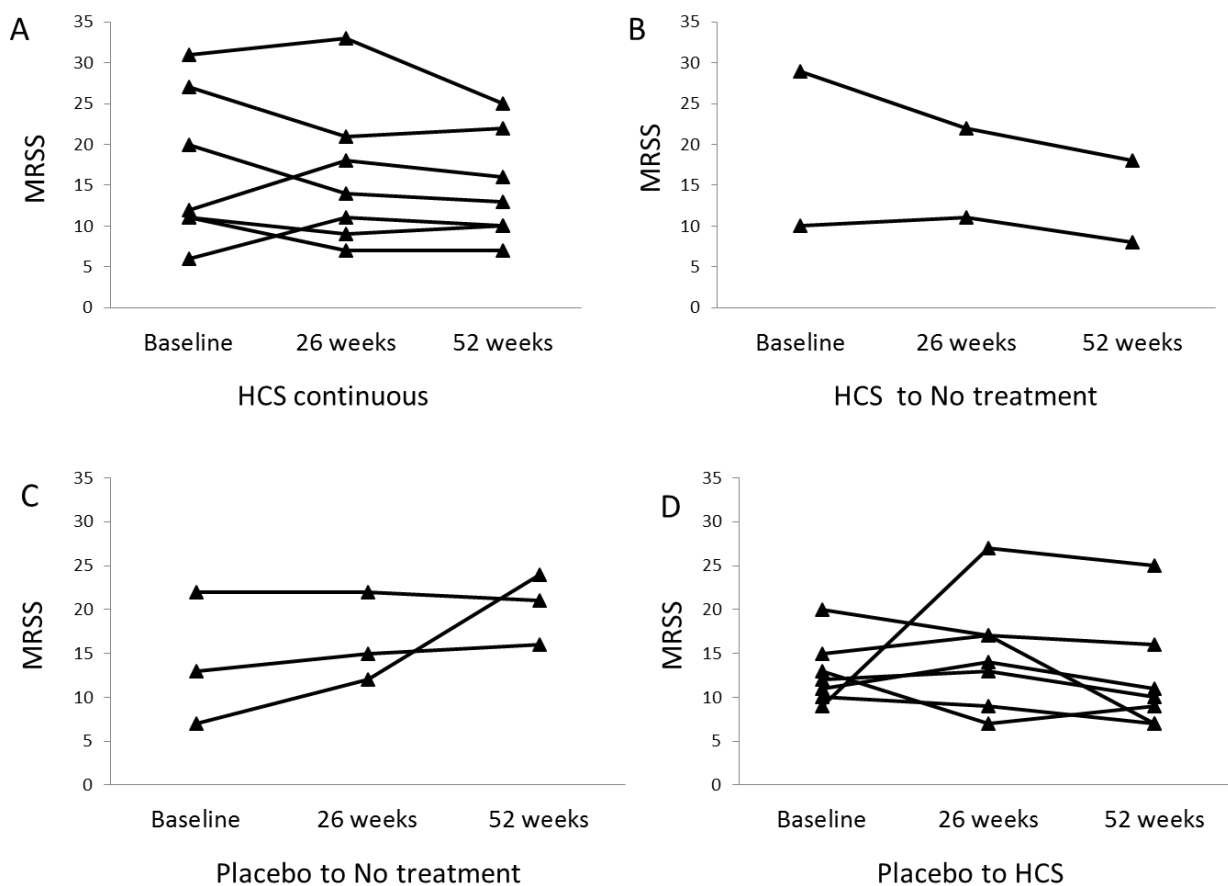 A
MRSS
35
30
25
20
15
10
5
0
Baseline 26 weeks 52 weeks
HCS continuous
B
MRSS
35
30
25
20
15
10
5
0
Baseline 26 weeks 52 weeks
HCS to No treatment
C
MRSS
35
30
25
20
15
10
5
0
Baseline 26 weeks 52 weeks
Placebo to No treatment
D
MRSS
35
30
25
20
15
10
5
0
Baseline 26 weeks 52 weeks
Placebo to HCS